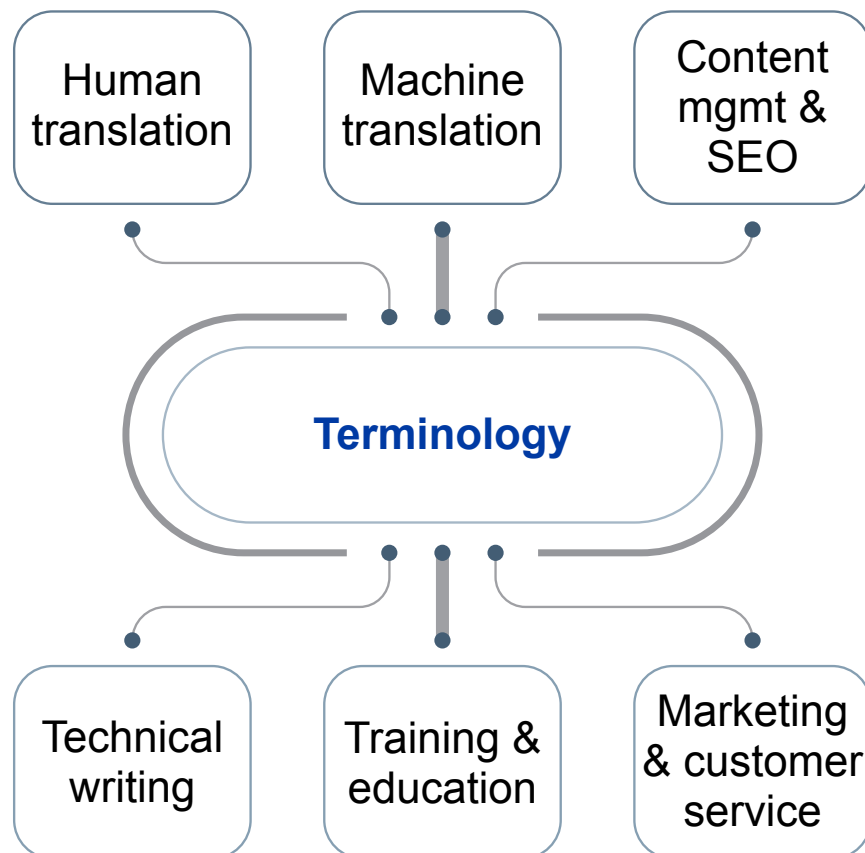 Human
translation
Machine
translation
Content
mgmt &
SEO
Terminology
Technical
writing
Training &
education
Marketing
& customer
service